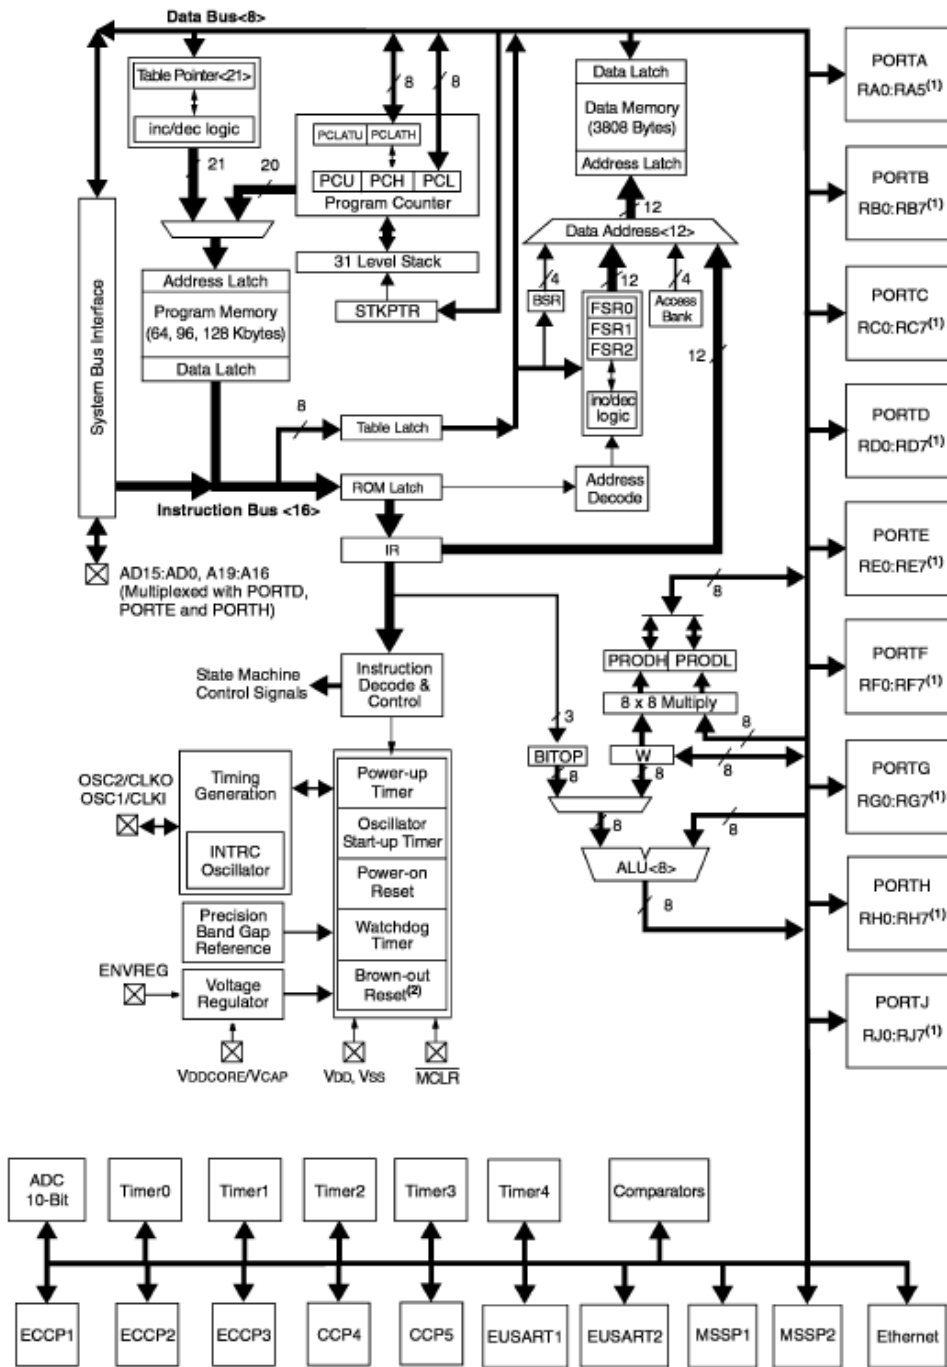 Data Bus<8>
Table Pointer<21>
inc/dec logic
21
20
8
8
PCLATU PCLATH
PCU PCH PCL
Program Counter
31 Level Stack
STKPTR
Data Latch
Data Memory
(3808 Bytes)
Address Latch
12
Data Address<12>
4
12
4
BSR
FSR0
FSR1
FSR2
inc/dec
logic
Access
Bank
12
System Bus Interface
Address Latch
Program Memory
(64, 96, 128 Kbytes)
Data Latch
8
Table Latch
ROM Latch
Address
Decode
Instruction Bus <16>
IR
AD15:AD0, A19:A16
(Multiplexed with PORTD,
PORTE and PORTH)
8
PRODH PRODL
State Machine
Control Signals
Instruction
Decode &
Control
8 x 8 Multiply
3
8
BITOP
W
8
8
8
8
8
ALU<8>
8
OSC2/CLKO
OSC1/CLKI
Timing
Generation
INTRC
Oscillator
Power-up
Timer
Oscillator
Start-up Timer
Power-on
Reset
Watchdog
Timer
Brown-out
Reset(2)
Precision
Band Gap
Reference
ENVREG
Voltage
Regulator
VDDCORE/VCAP
VDD, VSS
MCLR
PORTA
RA0:RA5(1)
PORTB
RB0:RB7(1)
PORTC
RC0:RC7(1)
PORTD
RD0:RD7(1)
PORTE
RE0:RE7(1)
PORTF
RF0:RF7(1)
PORTG
RG0:RG7(1)
PORTH
RH0:RH7(1)
PORTJ
RJ0:RJ7(1)
ADC
10-Bit
Timer0
Timer1
Timer2
Timer3
Timer4
Comparators
ECCP1
ECCP2
ECCP3
CCP4
CCP5
EUSART1
EUSART2
MSSP1
MSSP2
Ethernet